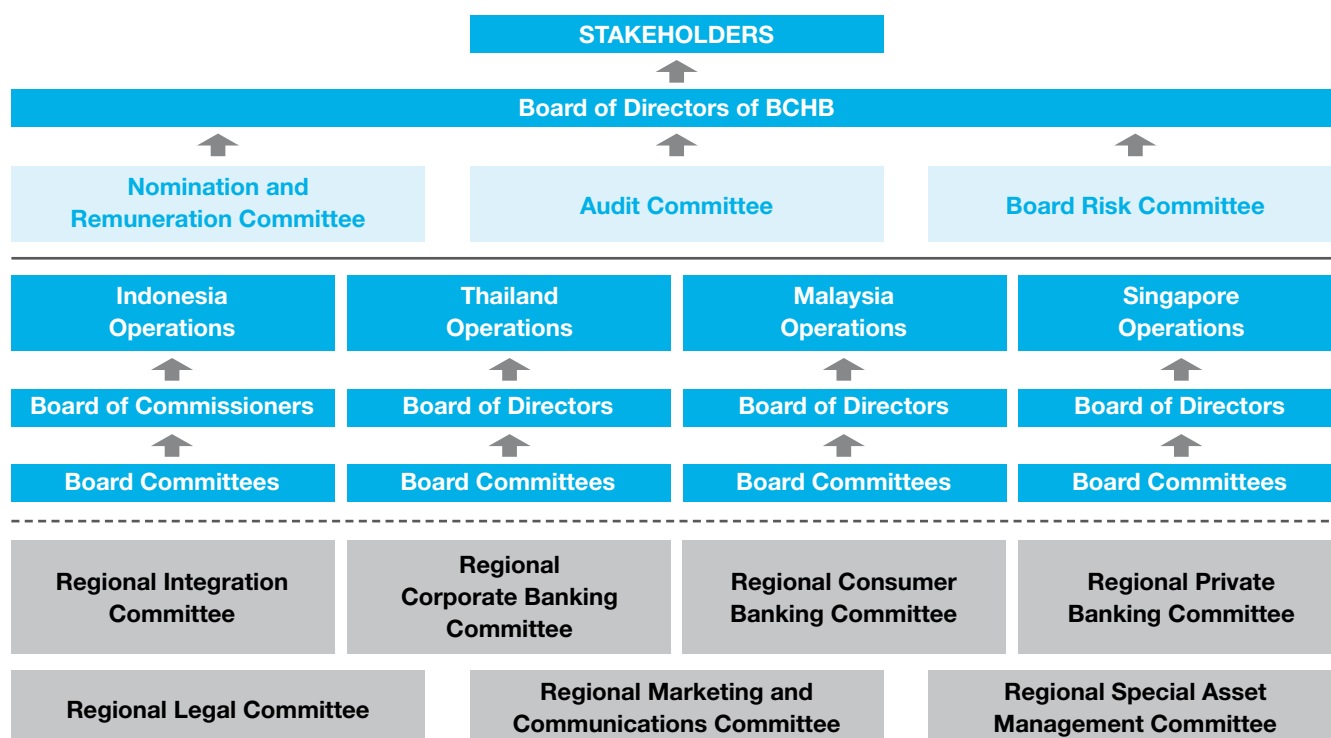 STAKEHOLDERS
Board of Directors of BCHB
Nomination and
Remuneration Committee
Audit Committee
Board Risk Committee
Indonesia
Operations
Thailand
Operations
Malaysia
Operations
Singapore
Operations
Board of Commissioners
Board of Directors
Board of Directors
Board of Directors
Board Committees
Board Committees
Board Committees
Board Committees
Regional Integration
Committee
Regional
Corporate Banking
Committee
Regional Consumer
Banking Committee
Regional Private
Banking Committee
Regional Legal Committee
Regional Marketing and
Communications Committee
Regional Special Asset
Management Committee